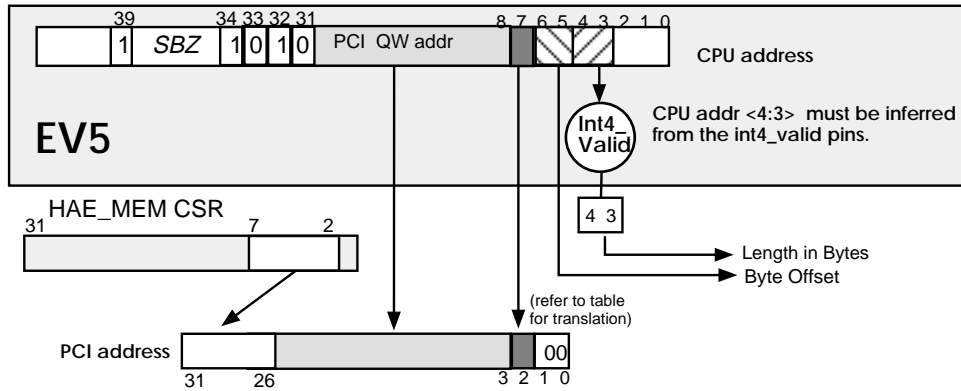 39 34 33 32 31 8 7 6 5 4 3 2 1 0
1 SBZ 1 0 1 0 PCI QW addr
CPU address
EV5
Int4_
Valid
CPU addr <4:3> must be inferred
from the int4_valid pins.
HAE_MEM CSR
31 7 2
4 3
Length in Bytes
Byte Offset
(refer to table
for translation)
PCI address
00
31 26 3 2 1 0